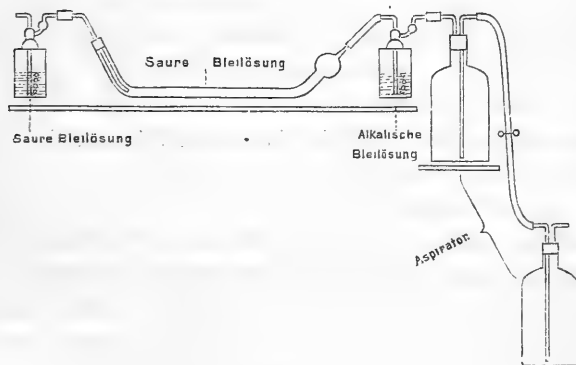 Saure Bleilösung
Saure Bleilösung
Alkalische
Bleilösung
Aspirator.